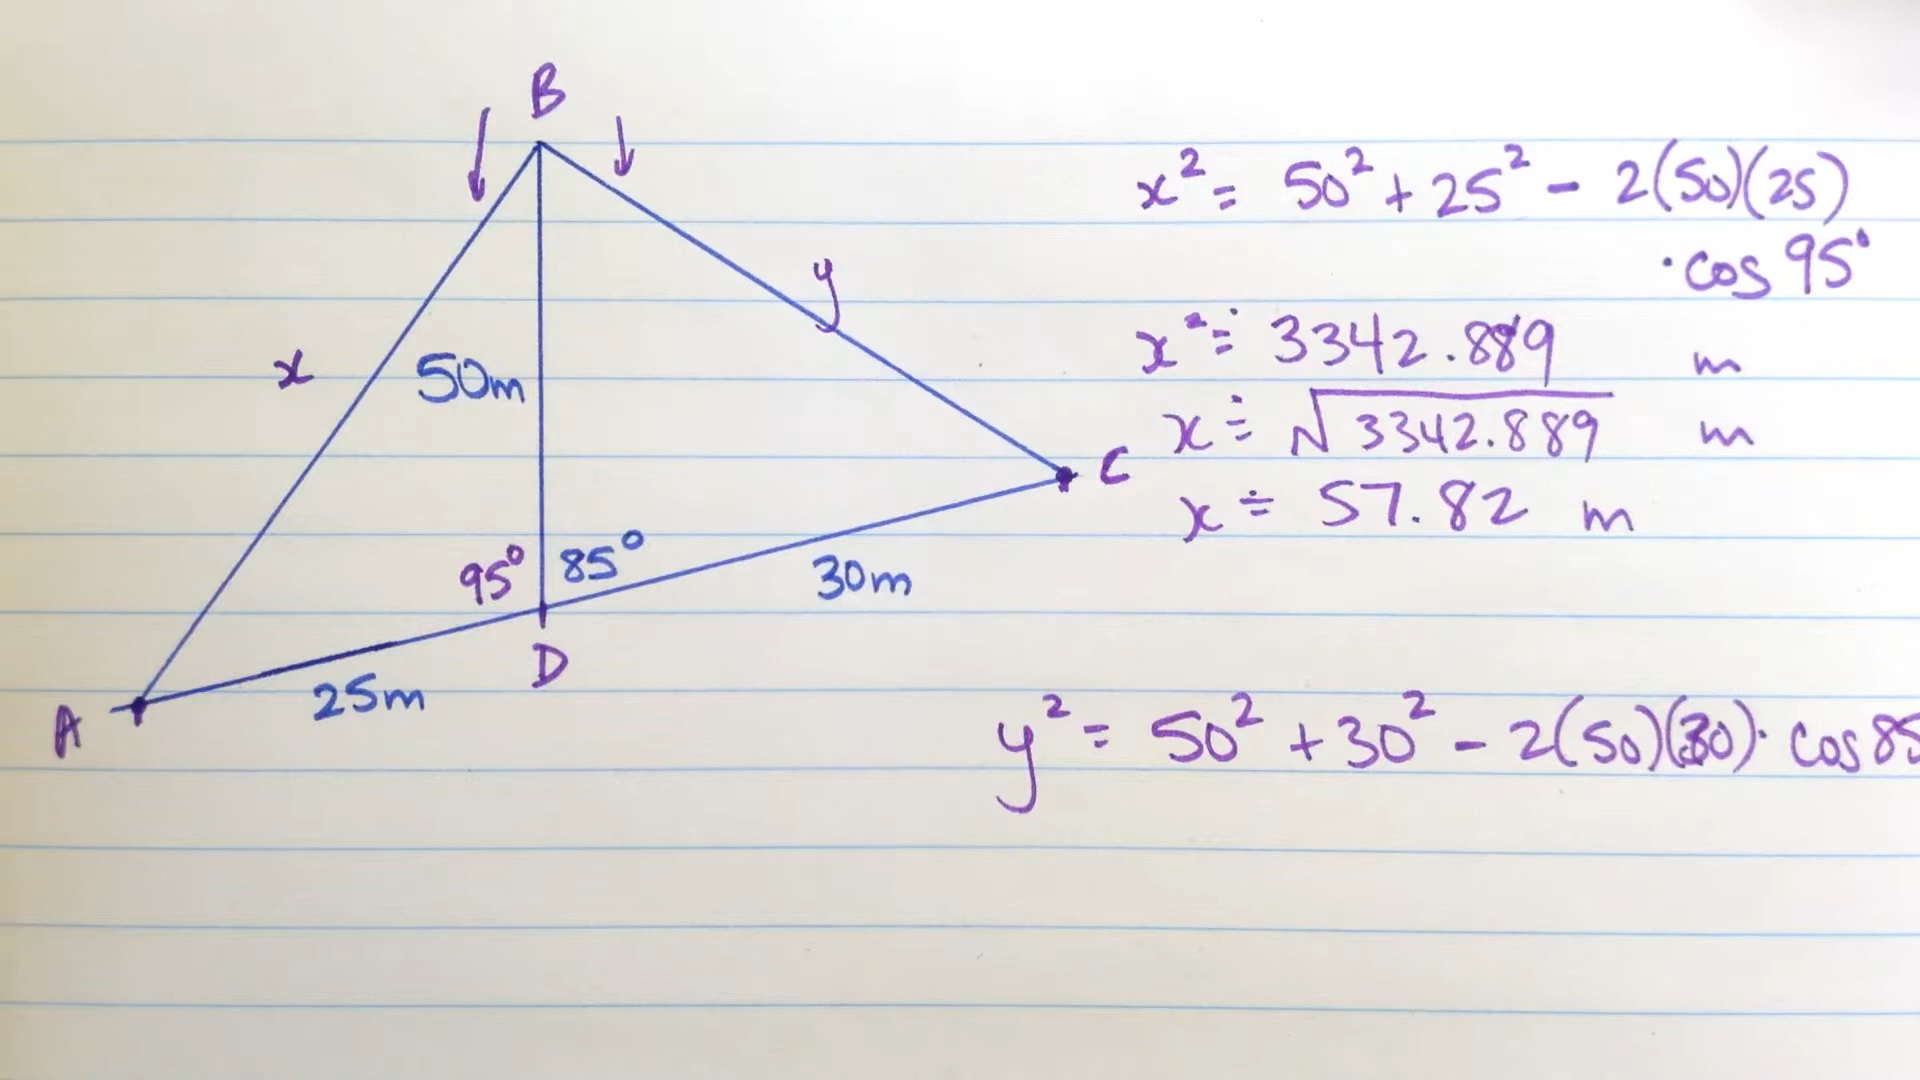 B
x² = 50² + 25² - 2(50)(25)
· cos 95°
y
x² ≐ 3342.889 m
x
50m
x ≐ √3342.889 m
C
x ≐ 57.82 m
95° 85°
30m
D
25m
A
y² = 50² + 30² - 2(50)(30) · cos 85